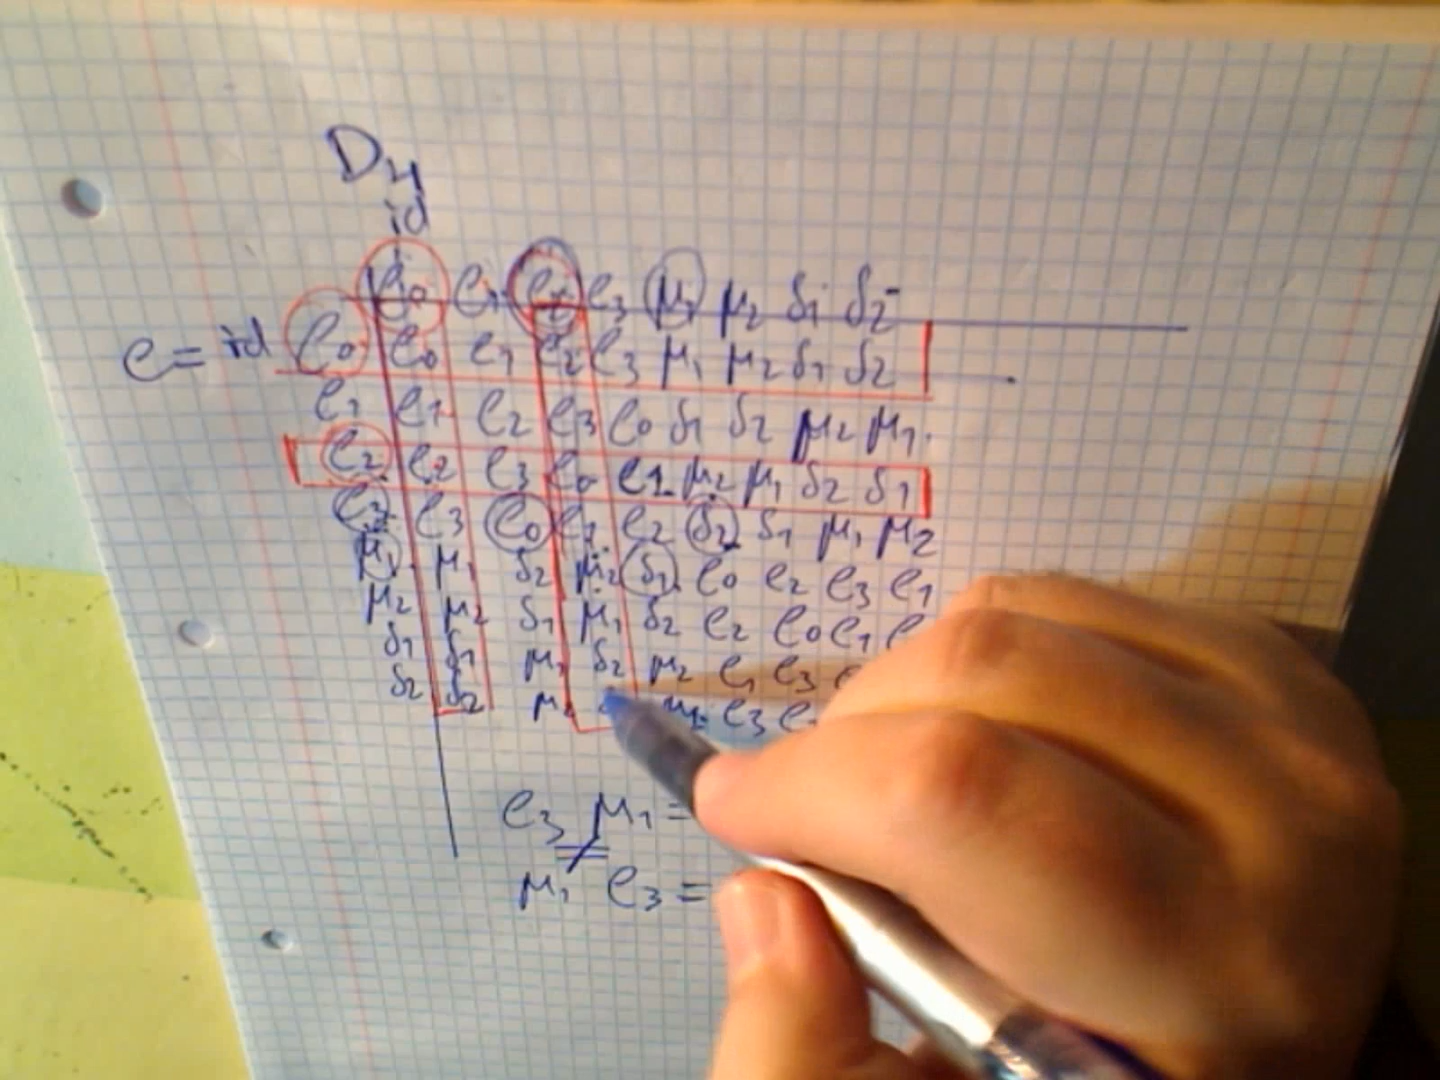 D4
id
e0 e1 e2 e3 μ1 μ2 δ1 δ2
e = id e0 e0 e1 e2 e3 μ1 μ2 δ1 δ2
e1 e1 e2 e3 e0 δ1 δ2 μ2 μ1
e2 e2 e3 e0 e1 μ2 μ1 δ2 δ1
e3 e3 e0 e1 e2 δ2 δ1 μ1 μ2
μ1 μ1 δ2 μ2 δ1 e0 e2 e3 e1
μ2 μ2 δ1 μ1 δ2 e2 e0 e1
δ1 δ1 μ1 δ2 μ2 e1 e3
δ2 δ2 μ2 μ1 e3
e3 μ1 =
≠
μ1 e3 =